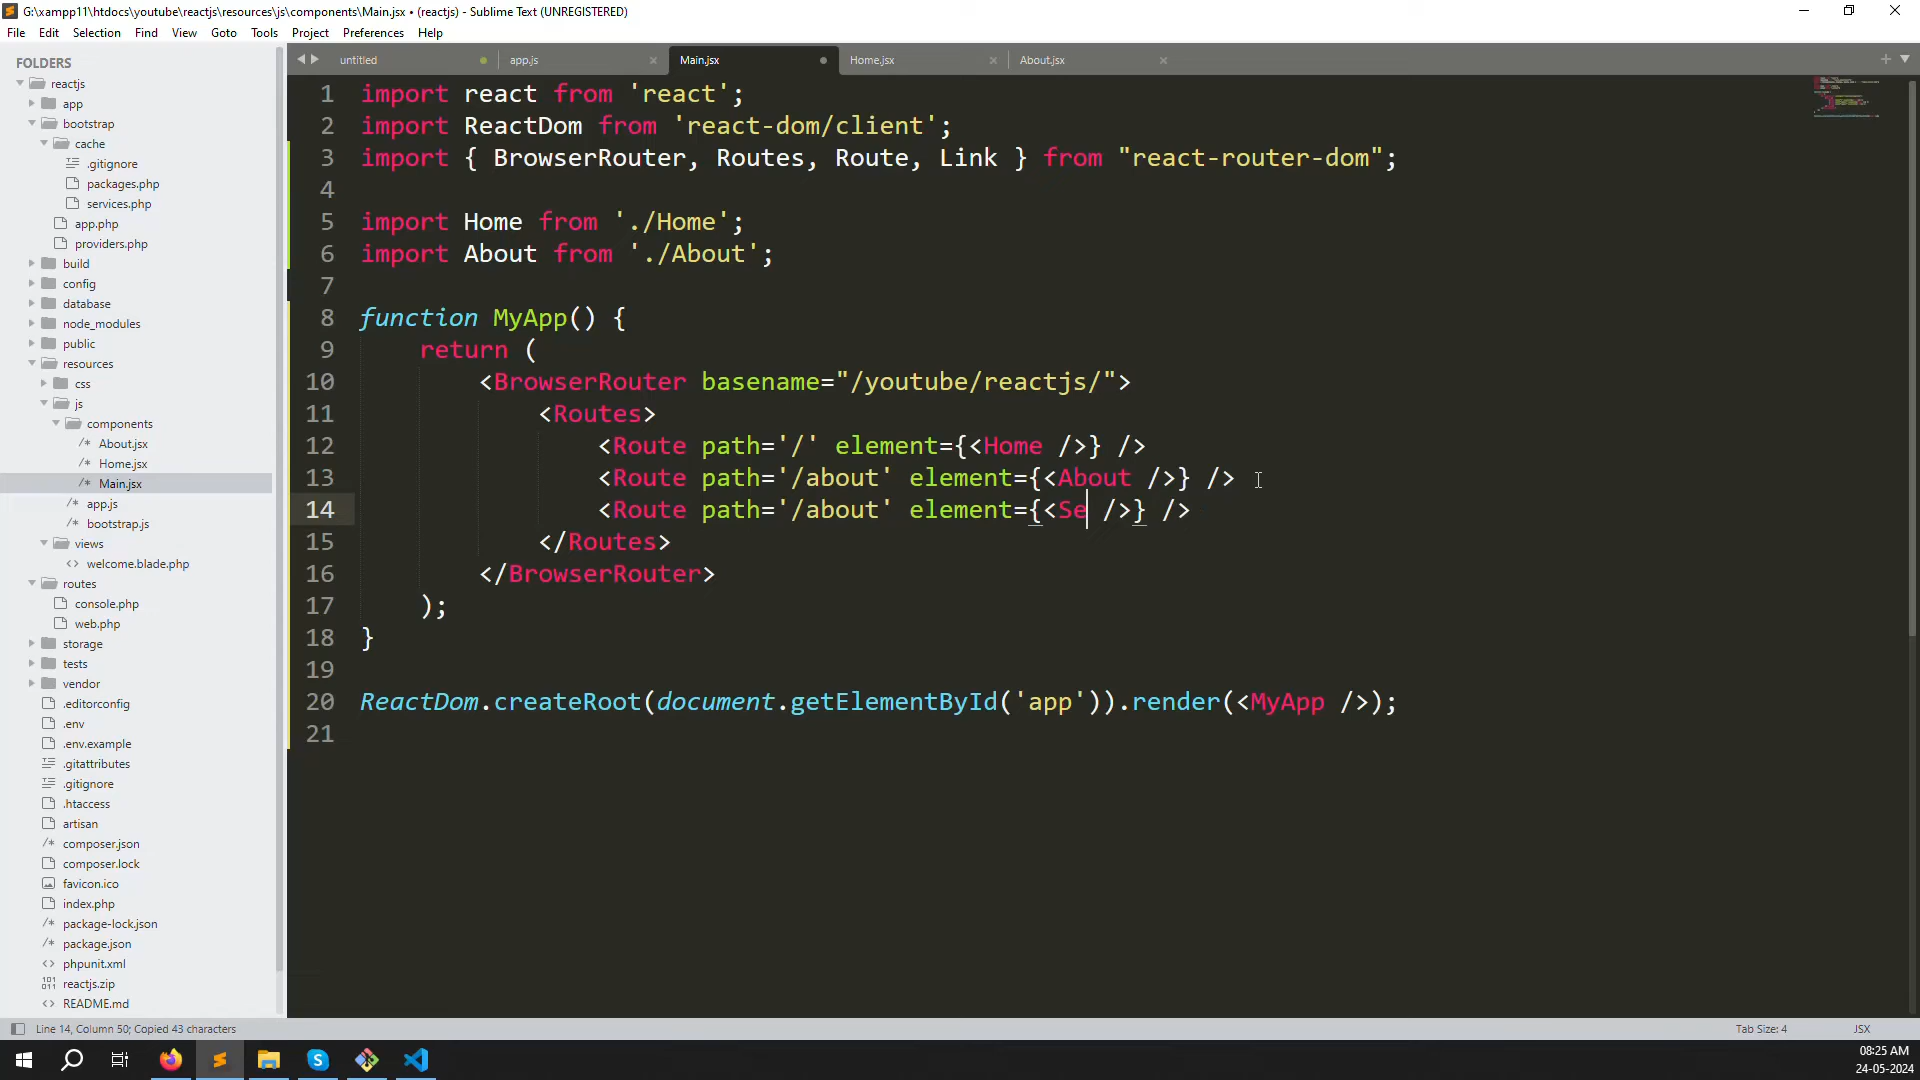 G:\xampp11\htdocs\youtube\reactjs\resources\js\components\Main.jsx • (reactjs) - Sublime Text (UNREGISTERED)
File Edit Selection Find View Goto Tools Project Preferences Help
FOLDERS
reactjs
app
bootstrap
cache
.gitignore
packages.php
services.php
app.php
providers.php
build
config
database
node_modules
public
resources
css
js
components
About.jsx
Home.jsx
Main.jsx
app.js
bootstrap.js
views
welcome.blade.php
routes
console.php
web.php
storage
tests
vendor
.editorconfig
.env
.env.example
.gitattributes
.gitignore
.htaccess
artisan
composer.json
composer.lock
favicon.ico
index.php
package-lock.json
package.json
phpunit.xml
reactjs.zip
README.md
untitled app.js Main.jsx Home.jsx About.jsx
1 import react from 'react';
2 import ReactDom from 'react-dom/client';
3 import { BrowserRouter, Routes, Route, Link } from "react-router-dom";
4
5 import Home from './Home';
6 import About from './About';
7
8 function MyApp() {
9 return (
10 <BrowserRouter basename="/youtube/reactjs/">
11 <Routes>
12 <Route path='/' element={<Home />} />
13 <Route path='/about' element={<About />} />
14 <Route path='/about' element={<Se />} />
15 </Routes>
16 </BrowserRouter>
17 );
18 }
19
20 ReactDom.createRoot(document.getElementById('app')).render(<MyApp />);
21
Line 14, Column 50; Copied 43 characters
Tab Size: 4
JSX
08:25 AM
24-05-2024